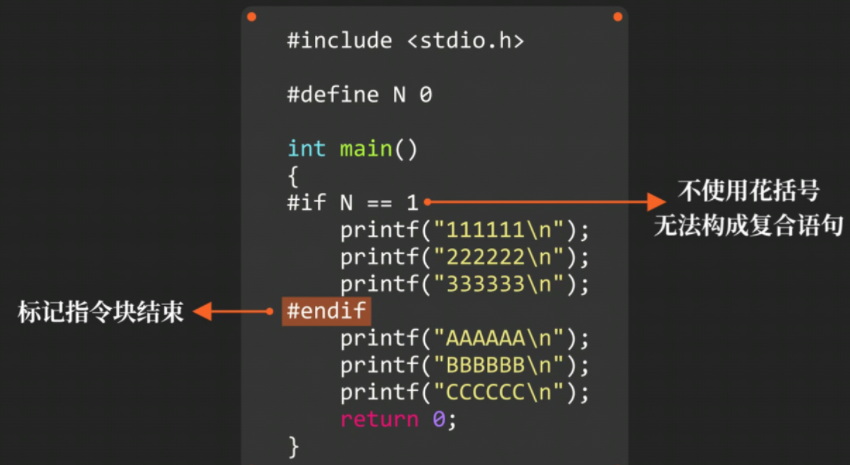 #include <stdio.h>
#define N 0
int main()
{
#if N == 1
不使用花括号
无法构成复合语句
printf("111111\n");
printf("222222\n");
printf("333333\n");
标记指令块结束
#endif
printf("AAAAAA\n");
printf("BBBBBB\n");
printf("CCCCCC\n");
return 0;
}